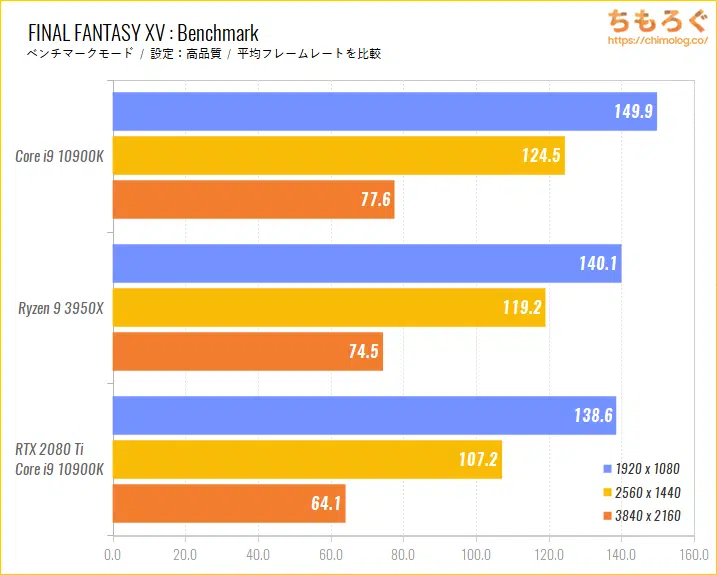 FINAL FANTASY XV : Benchmark
ベンチマークモード / 設定：高品質 / 平均フレームレートを比較
ちもろぐ
https://chimolog.co/
Core i9 10900K
149.9
124.5
77.6
Ryzen 9 3950X
140.1
119.2
74.5
RTX 2080 Ti
Core i9 10900K
138.6
107.2
64.1
1920 x 1080
2560 x 1440
3840 x 2160
0.0 20.0 40.0 60.0 80.0 100.0 120.0 140.0 160.0